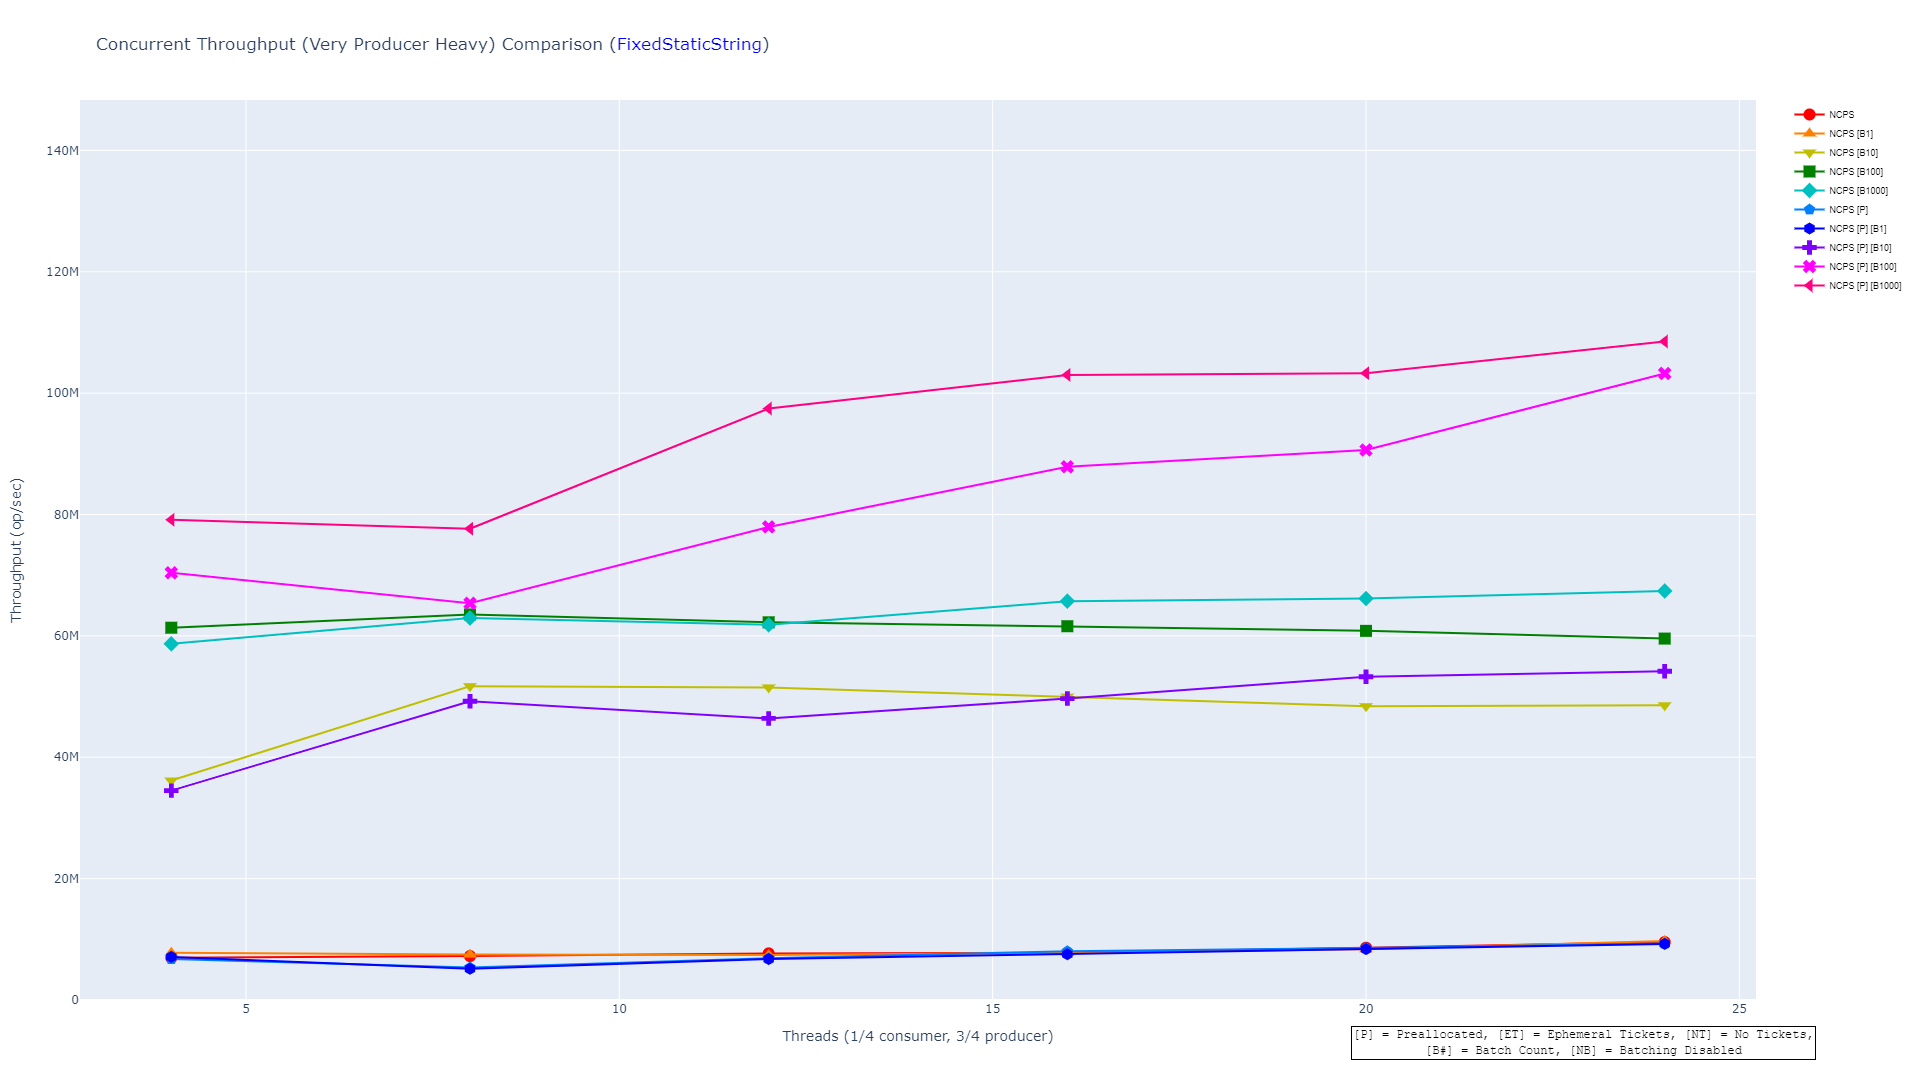 Concurrent Throughput (Very Producer Heavy) Comparison (FixedStaticString)
Throughput (op/sec)
140M
120M
100M
80M
60M
40M
20M
0
5
10
15
20
25
Threads (1/4 consumer, 3/4 producer)
NCPS
NCPS [B1]
NCPS [B10]
NCPS [B100]
NCPS [B1000]
NCPS [P]
NCPS [P] [B1]
NCPS [P] [B10]
NCPS [P] [B100]
NCPS [P] [B1000]
[P] = Preallocated, [ET] = Ephemeral Tickets, [NT] = No Tickets,
[B#] = Batch Count, [NB] = Batching Disabled